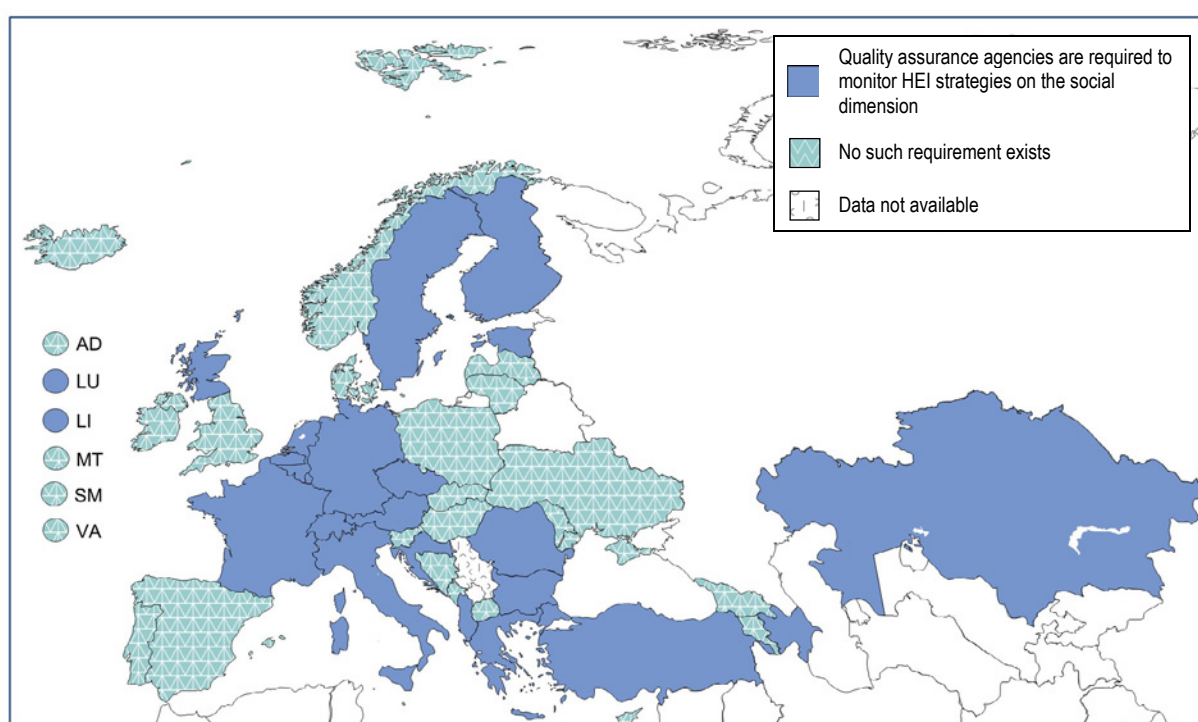 Quality assurance agencies are required to
monitor HEI strategies on the social
dimension
No such requirement exists
Data not available
AD
LU
LI
MT
SM
VA